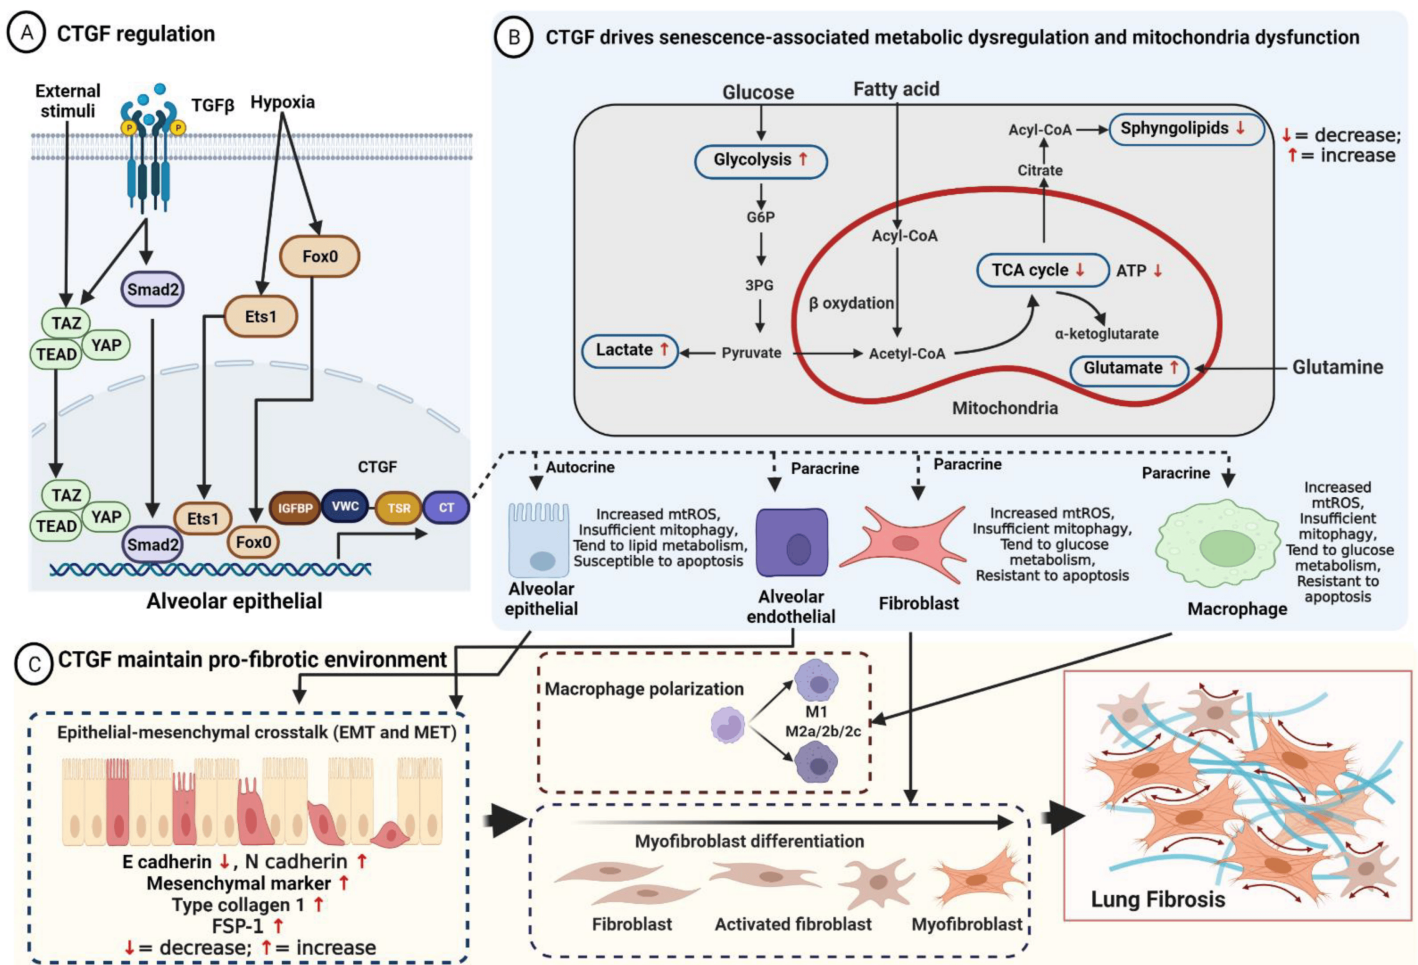 A
CTGF regulation
External
stimuli
TGFβ
Hypoxia
P
P
Fox0
Smad2
Ets1
TAZ
TEAD
YAP
CTGF
IGFBP
VWC
TSR
CT
TAZ
TEAD
YAP
Ets1
Smad2
Fox0
Alveolar epithelial
B
CTGF drives senescence-associated metabolic dysregulation and mitochondria dysfunction
Glucose
Fatty acid
Glycolysis ↑
Acyl-CoA
Sphyngolipids ↓
↓= decrease;
↑= increase
Citrate
G6P
Acyl-CoA
TCA cycle ↓
ATP ↓
3PG
β oxydation
α-ketoglutarate
Lactate ↑
Pyruvate
Acetyl-CoA
Glutamate ↑
Glutamine
Mitochondria
Autocrine
Paracrine
Paracrine
Paracrine
Increased mtROS,
Insufficient mitophagy,
Tend to lipid metabolism,
Susceptible to apoptosis
Alveolar
epithelial
Alveolar
endothelial
Increased mtROS,
Insufficient mitophagy,
Tend to glucose
metabolism,
Resistant to apoptosis
Fibroblast
Increased
mtROS,
Insufficient
mitophagy,
Tend to glucose
metabolism,
Resistant to
apoptosis
Macrophage
C
CTGF maintain pro-fibrotic environment
Epithelial-mesenchymal crosstalk (EMT and MET)
E cadherin ↓, N cadherin ↑
Mesenchymal marker ↑
Type collagen 1 ↑
FSP-1 ↑
↓= decrease; ↑= increase
Macrophage polarization
M1
M2a/2b/2c
Myofibroblast differentiation
Fibroblast
Activated fibroblast
Myofibroblast
Lung Fibrosis